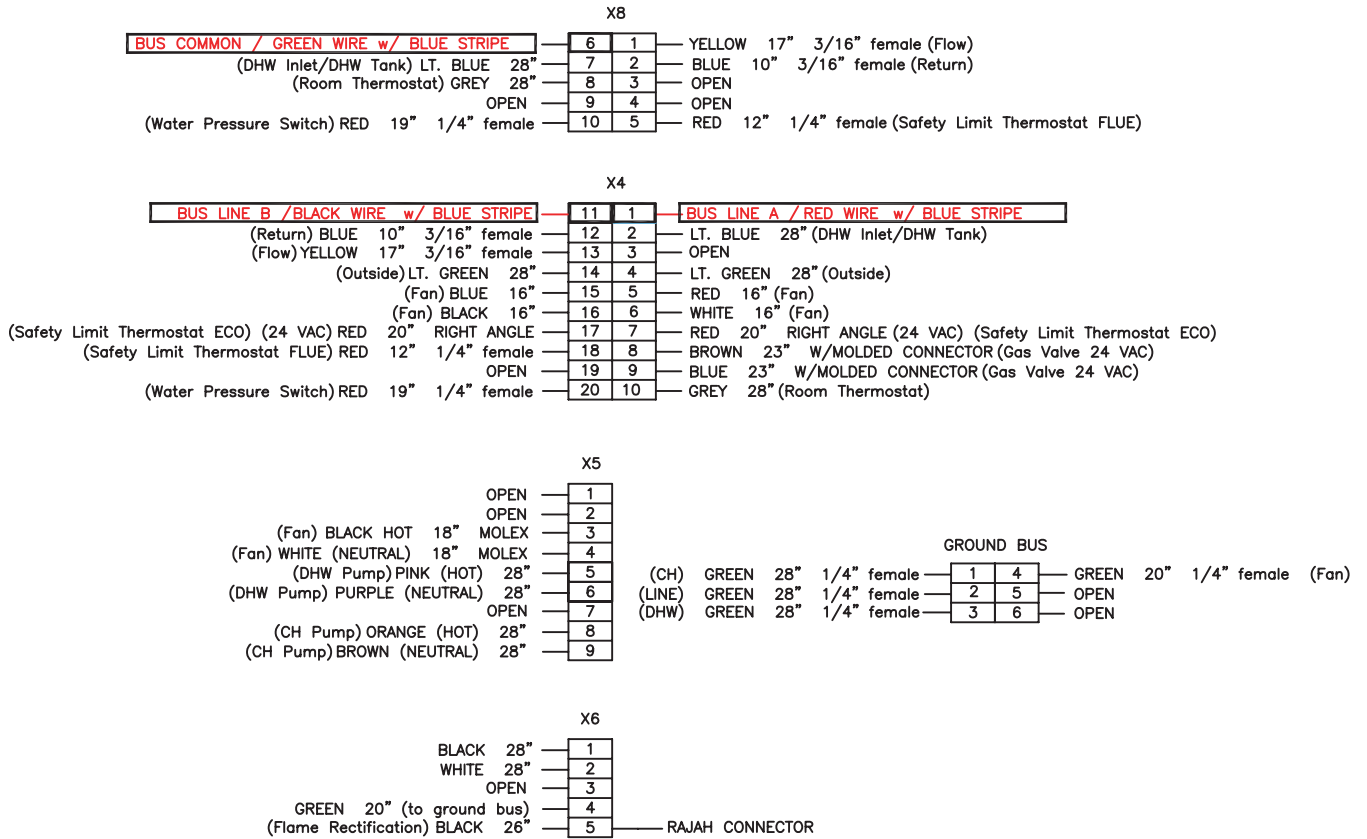 X8
BUS COMMON / GREEN WIRE w/ BLUE STRIPE 6 1 YELLOW 17" 3/16" female (Flow)
(DHW Inlet/DHW Tank) LT. BLUE 28" 7 2 BLUE 10" 3/16" female (Return)
(Room Thermostat) GREY 28" 8 3 OPEN
OPEN 9 4 OPEN
(Water Pressure Switch) RED 19" 1/4" female 10 5 RED 12" 1/4" female (Safety Limit Thermostat FLUE)
X4
BUS LINE B /BLACK WIRE w/ BLUE STRIPE 11 1 BUS LINE A / RED WIRE w/ BLUE STRIPE
(Return) BLUE 10" 3/16" female 12 2 LT. BLUE 28" (DHW Inlet/DHW Tank)
(Flow) YELLOW 17" 3/16" female 13 3 OPEN
(Outside) LT. GREEN 28" 14 4 LT. GREEN 28" (Outside)
(Fan) BLUE 16" 15 5 RED 16" (Fan)
(Fan) BLACK 16" 16 6 WHITE 16" (Fan)
(Safety Limit Thermostat ECO) (24 VAC) RED 20" RIGHT ANGLE 17 7 RED 20" RIGHT ANGLE (24 VAC) (Safety Limit Thermostat ECO)
(Safety Limit Thermostat FLUE) RED 12" 1/4" female 18 8 BROWN 23" W/MOLDED CONNECTOR (Gas Valve 24 VAC)
OPEN 19 9 BLUE 23" W/MOLDED CONNECTOR (Gas Valve 24 VAC)
(Water Pressure Switch) RED 19" 1/4" female 20 10 GREY 28" (Room Thermostat)
X5
OPEN 1
OPEN 2
(Fan) BLACK HOT 18" MOLEX 3
(Fan) WHITE (NEUTRAL) 18" MOLEX 4
(DHW Pump) PINK (HOT) 28" 5
(DHW Pump) PURPLE (NEUTRAL) 28" 6
OPEN 7
(CH Pump) ORANGE (HOT) 28" 8
(CH Pump) BROWN (NEUTRAL) 28" 9
GROUND BUS
(CH) GREEN 28" 1/4" female 1 4 GREEN 20" 1/4" female (Fan)
(LINE) GREEN 28" 1/4" female 2 5 OPEN
(DHW) GREEN 28" 1/4" female 3 6 OPEN
X6
BLACK 28" 1
WHITE 28" 2
OPEN 3
GREEN 20" (to ground bus) 4
(Flame Rectification) BLACK 26" 5 RAJAH CONNECTOR